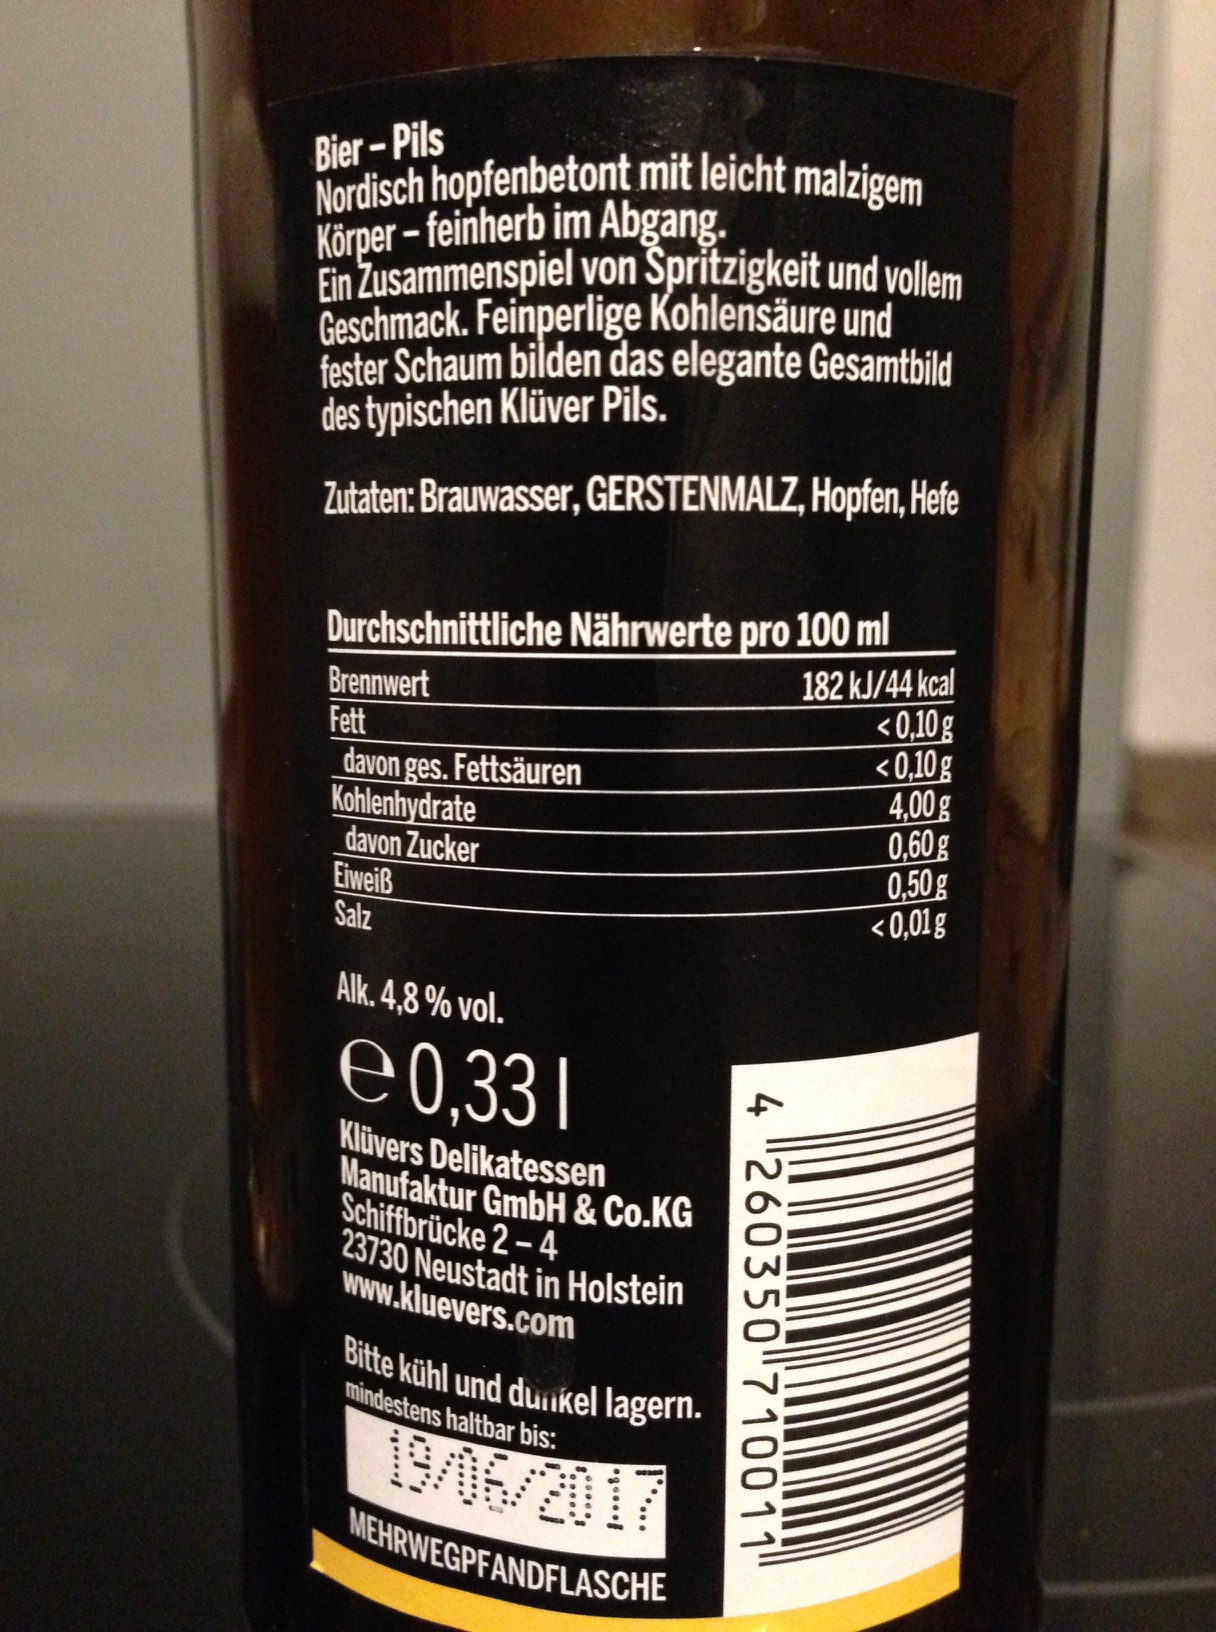 Bier – Pils
Nordisch hopfenbetont mit leicht malzigem
Körper – feinherb im Abgang.
Ein Zusammenspiel von Spritzigkeit und vollem
Geschmack. Feinperlige Kohlensäure und
fester Schaum bilden das elegante Gesamtbild
des typischen Klüver Pils.
Zutaten: Brauwasser, GERSTENMALZ, Hopfen, Hefe
Durchschnittliche Nährwerte pro 100 ml
Brennwert 182 kJ/44 kcal
Fett < 0,10 g
davon ges. Fettsäuren < 0,10 g
Kohlenhydrate 4,00 g
davon Zucker 0,60 g
Eiweiß 0,50 g
Salz < 0,01 g
Alk. 4,8 % vol.
℮ 0,33 l
Klüvers Delikatessen
Manufaktur GmbH & Co.KG
Schiffbrücke 2 – 4
23730 Neustadt in Holstein
www.kluevers.com
Bitte kühl und dunkel lagern.
mindestens haltbar bis:
19/06/2017
MEHRWEGPFANDFLASCHE
4 260350 710011